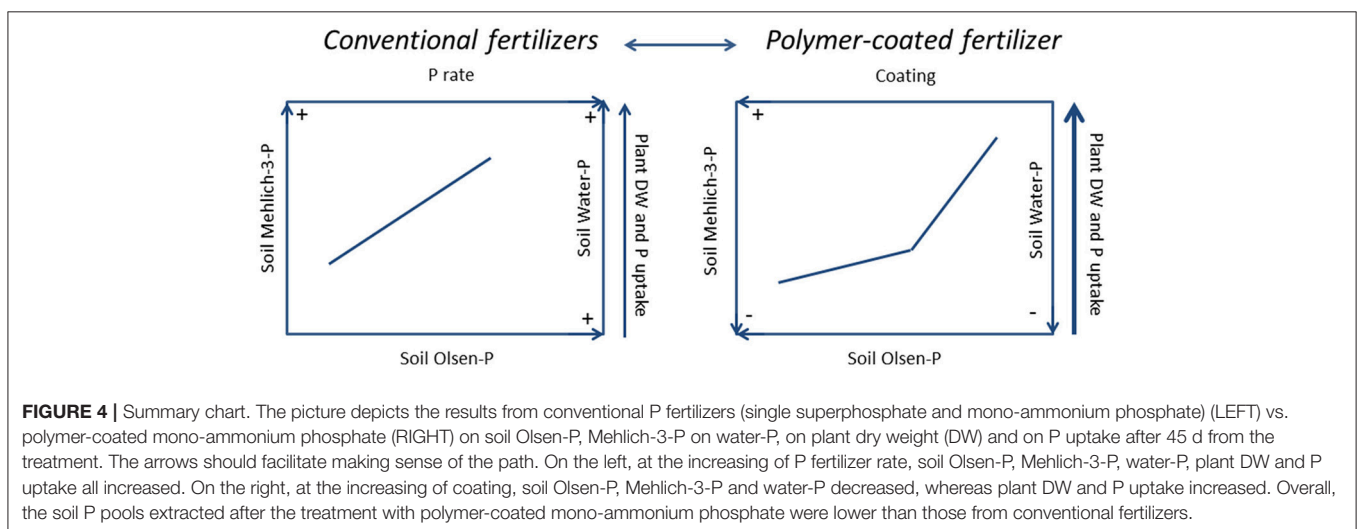 Conventional fertilizers Polymer-coated fertilizer
P rate
Coating
+
+
Soil Mehlich-3-P
Soil Water-P
Plant DW and P uptake
+
Soil Olsen-P
+
Soil Mehlich-3-P
Soil Water-P
Plant DW and P uptake
-
-
Soil Olsen-P
FIGURE 4 | Summary chart. The picture depicts the results from conventional P fertilizers (single superphosphate and mono-ammonium phosphate) (LEFT) vs.
polymer-coated mono-ammonium phosphate (RIGHT) on soil Olsen-P, Mehlich-3-P on water-P, on plant dry weight (DW) and on P uptake after 45 d from the
treatment. The arrows should facilitate making sense of the path. On the left, at the increasing of P fertilizer rate, soil Olsen-P, Mehlich-3-P, water-P, plant DW and P
uptake all increased. On the right, at the increasing of coating, soil Olsen-P, Mehlich-3-P and water-P decreased, whereas plant DW and P uptake increased. Overall,
the soil P pools extracted after the treatment with polymer-coated mono-ammonium phosphate were lower than those from conventional fertilizers.